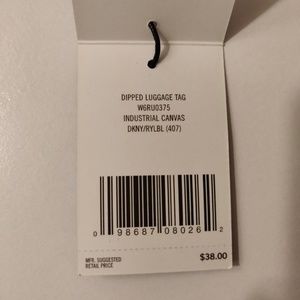 DIPPED LUGGAGE TAG
W6RU0375
INDUSTRIAL CANVAS
DKNY/RYLBL (407)
0 98687 08026 2
MFR. SUGGESTED
RETAIL PRICE
$38.00